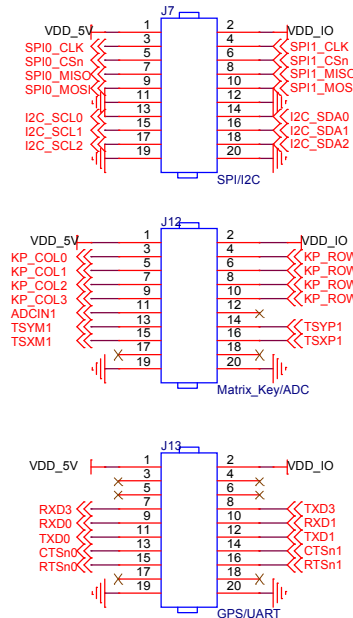 J7
VDD_5V 1 2 VDD_IO
SPI0_CLK 3 4 SPI1_CLK
SPI0_CSn 5 6 SPI1_CSn
SPI0_MISO 7 8 SPI1_MISO
SPI0_MOSI 9 10 SPI1_MOS
11 12
I2C_SCL0 13 14 I2C_SDA0
I2C_SCL1 15 16 I2C_SDA1
I2C_SCL2 17 18 I2C_SDA2
19 20
SPI/I2C
J12
VDD_5V 1 2 VDD_IO
KP_COL0 3 4 KP_ROW
KP_COL1 5 6 KP_ROW
KP_COL2 7 8 KP_ROW
KP_COL3 9 10 KP_ROW
ADCIN1 11 12
TSYM1 13 14 TSYP1
TSXM1 15 16 TSXP1
17 18
19 20
Matrix_Key/ADC
J13
VDD_5V 1 2 VDD_IO
3 4
5 6
RXD3 7 8 TXD3
RXD0 9 10 RXD1
TXD0 11 12 TXD1
CTSn0 13 14 CTSn1
RTSn0 15 16 RTSn1
17 18
19 20
GPS/UART